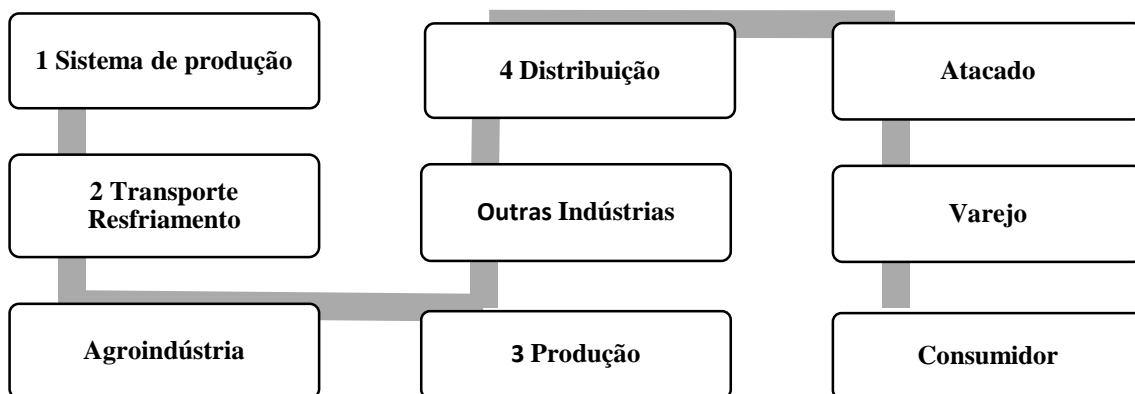 1 Sistema de produção
2 Transporte
Resfriamento
Agroindústria
3 Produção
Outras Indústrias
4 Distribuição
Atacado
Varejo
Consumidor